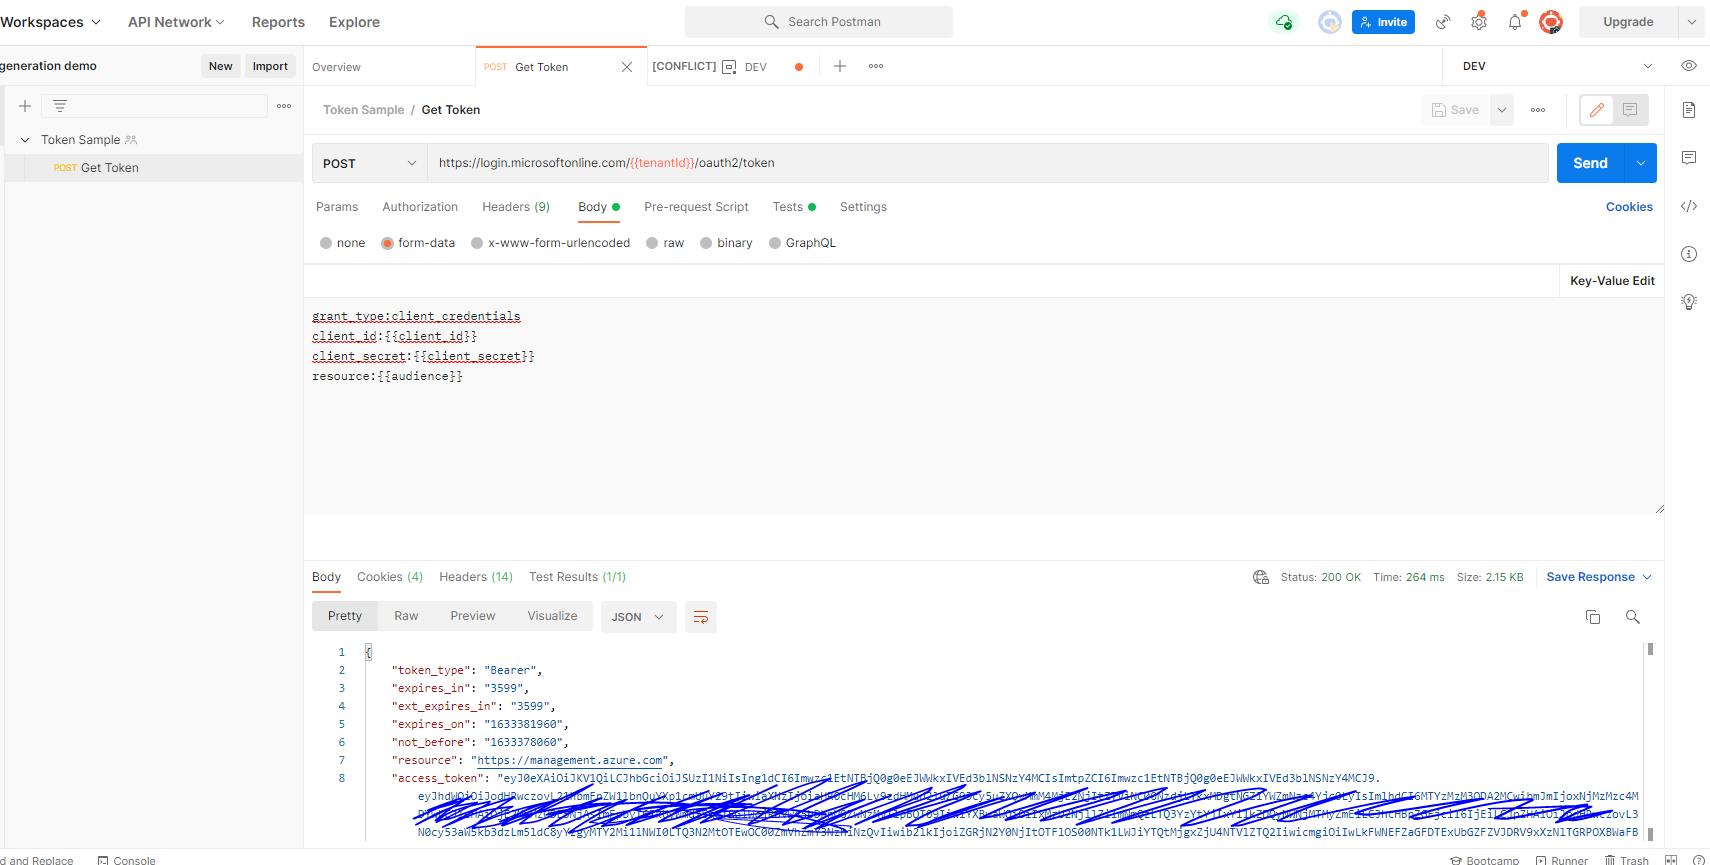 Workspaces API Network Reports Explore Search Postman Invite Upgrade
generation demo New Import Overview POST Get Token [CONFLICT] DEV DEV
Token Sample / Get Token Save
Token Sample
POST Get Token
POST https://login.microsoftonline.com/{{tenantId}}/oauth2/token Send
Params Authorization Headers (9) Body Pre-request Script Tests Settings Cookies
none form-data x-www-form-urlencoded raw binary GraphQL
Key-Value Edit
grant_type:client_credentials
client_id:{{client_id}}
client_secret:{{client_secret}}
resource:{{audience}}
Body Cookies (4) Headers (14) Test Results (1/1) Status: 200 OK Time: 264 ms Size: 2.15 KB Save Response
Pretty Raw Preview Visualize JSON
1 {
2 "token_type": "Bearer",
3 "expires_in": "3599",
4 "ext_expires_in": "3599",
5 "expires_on": "1633381960",
6 "not_before": "1633378060",
7 "resource": "https://management.azure.com",
8 "access_token":
d and Replace Console Bootcamp Runner Trash